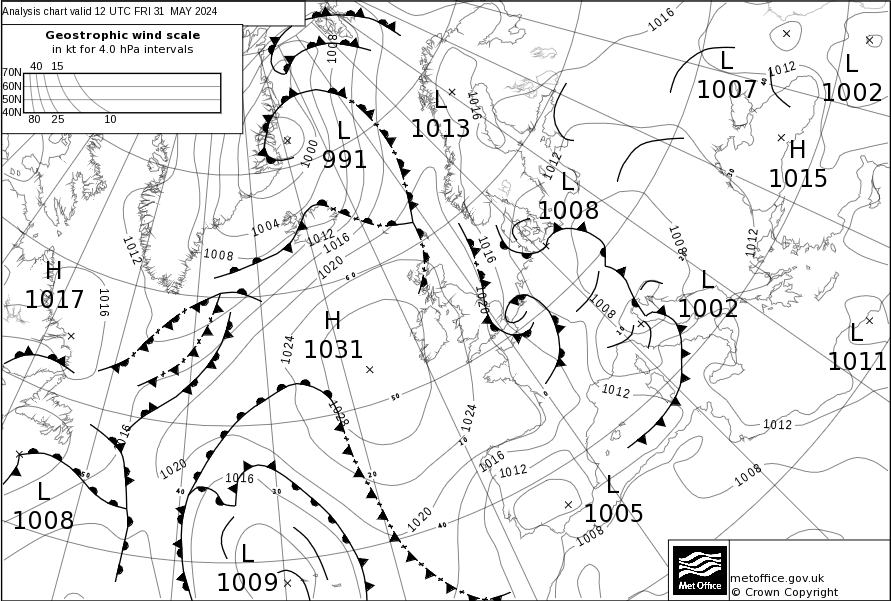 Analysis chart valid 12 UTC FRI 31 MAY 2024
Geostrophic wind scale
in kt for 4.0 hPa intervals
40 15
70N
60N
50N
40N
80 25 10
1016
1008
L
1007
1012
40
L
1002
L
1013
1016
L
991
1000
1012
H
1015
30
L
1008
1004
1012
1016
1020
1008
1012
60
1016
1008
20
1012
H
1017
1016
1020
L
1002
1008
10
H
1031
1024
L
1011
1028
50
0
1012
1024
10
1012
1016
1020
50
1016
40
30
20
1016
1012
1008
L
1008
L
1005
1020
40
1008
L
1009
Met Office
metoffice.gov.uk
© Crown Copyright